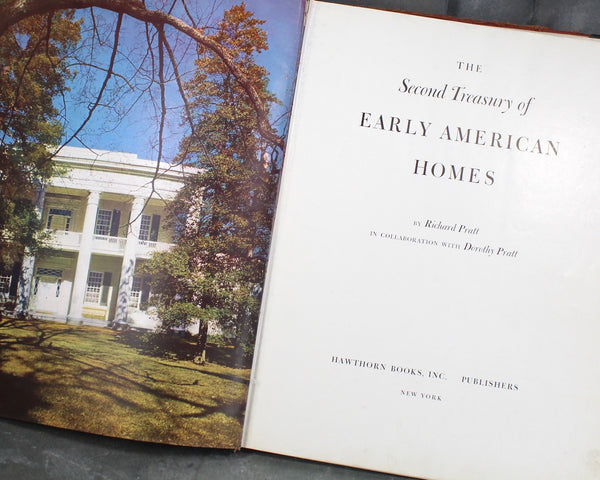 THE
Second Treasury of
EARLY AMERICAN
HOMES
BY Richard Pratt
IN COLLABORATION WITH Dorothy Pratt
HAWTHORN BOOKS, INC. PUBLISHERS
NEW YORK